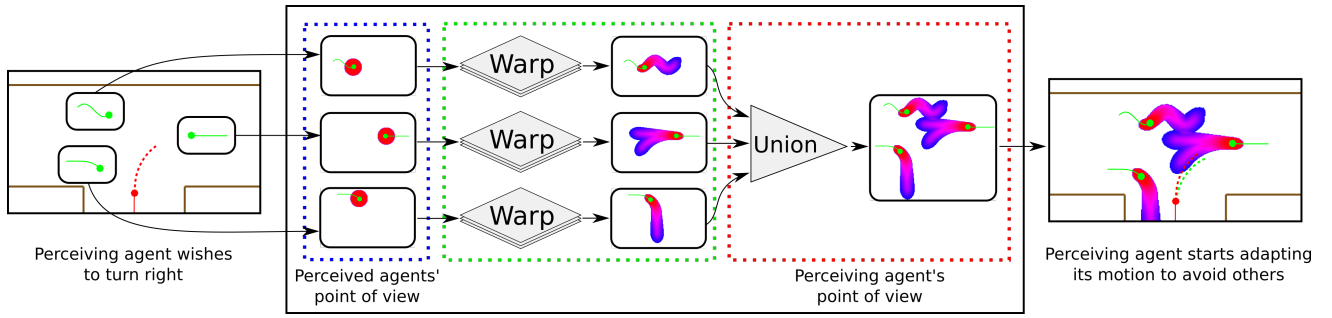 Perceiving agent wishes
to turn right
Perceived agents'
point of view
Warp
Warp
Warp
Union
Perceiving agent's
point of view
Perceiving agent starts adapting
its motion to avoid others